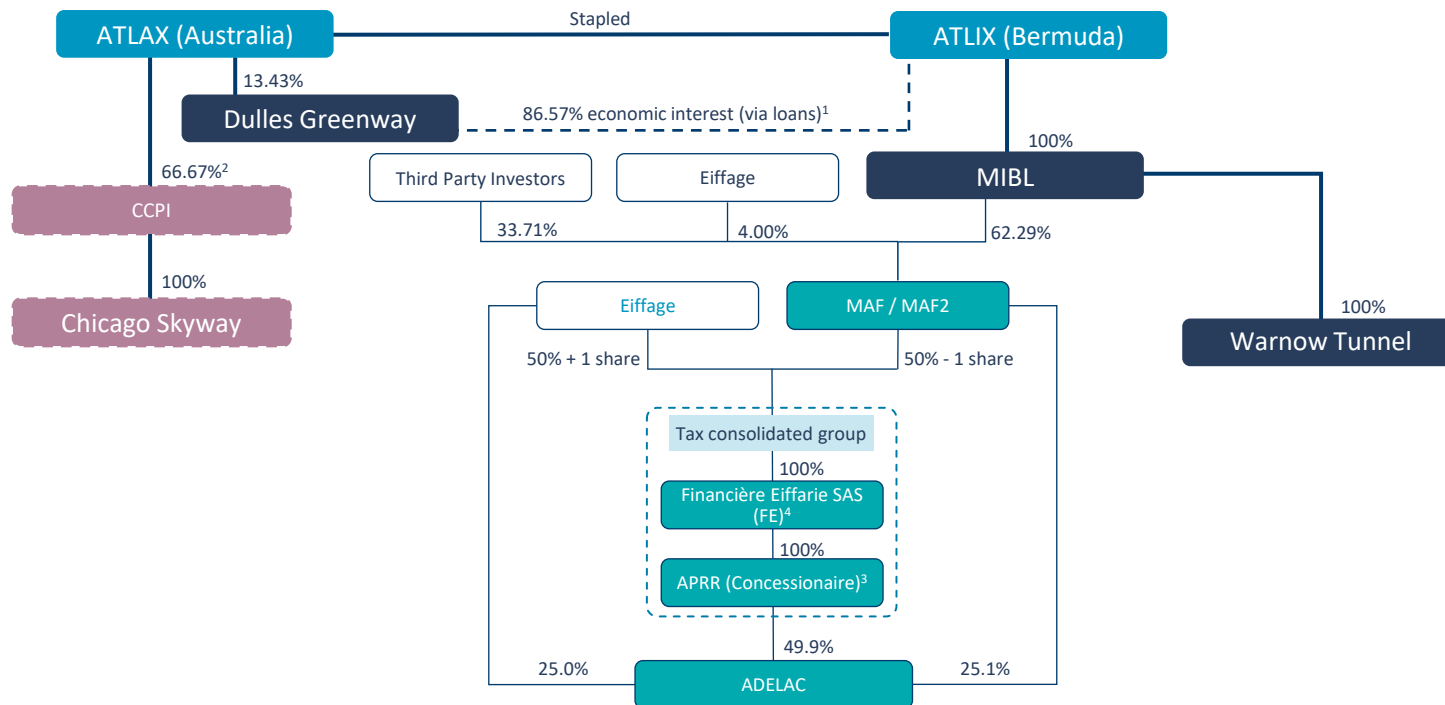 Stapled
ATLAX (Australia)
ATLIX (Bermuda)
13.43%
Dulles Greenway
86.57% economic interest (via loans)1
100%
66.67%2
Third Party Investors
Eiffage
MIBL
CCPI
33.71%
4.00%
62.29%
100%
Eiffage
MAF / MAF2
100%
Chicago Skyway
Warnow Tunnel
50% + 1 share
50% - 1 share
Tax consolidated group
100%
Financière Eiffarie SAS
(FE)4
100%
APRR (Concessionaire)3
49.9%
25.0%
25.1%
ADELAC